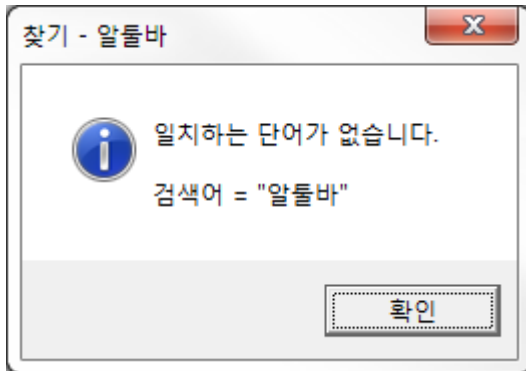 찾기 - 알툴바
일치하는 단어가 없습니다.
검색어 = "알툴바"
확인